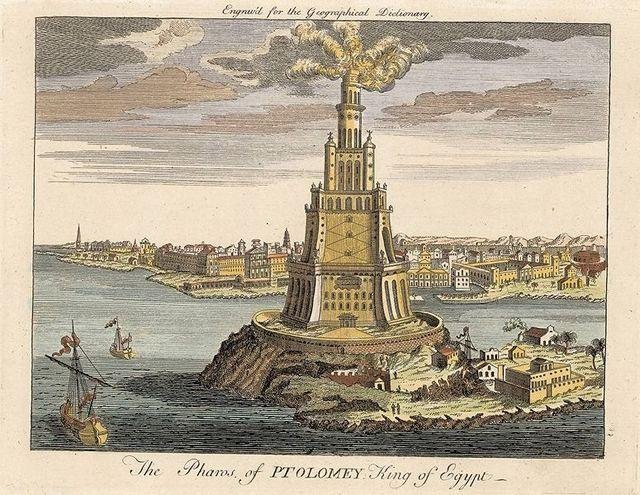 Engrav'd for the Geographical Dictionary.
The Pharos, of PTOLOMEY King of Egypt